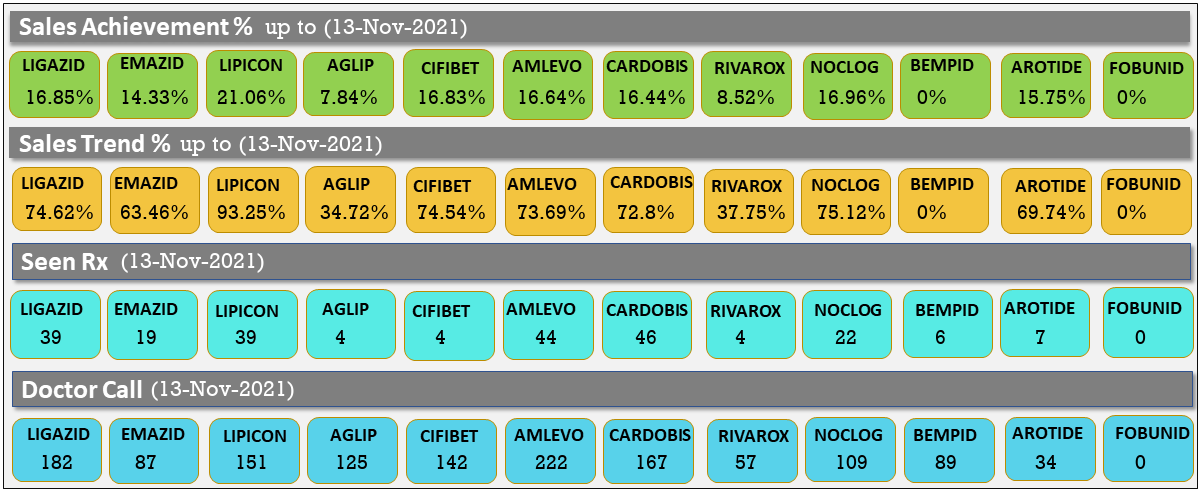 Sales Achievement % up to (13-Nov-2021)
LIGAZID EMAZID LIPICON AGLIP CIFIBET AMLEVO CARDOBIS RIVAROX NOCLOG BEMPID AROTIDE FOBUNID
16.85% 14.33% 21.06% 7.84% 16.83% 16.64% 16.44% 8.52% 16.96% 0% 15.75% 0%
Sales Trend % up to (13-Nov-2021)
LIGAZID EMAZID LIPICON AGLIP CIFIBET AMLEVO CARDOBIS RIVAROX NOCLOG BEMPID AROTIDE FOBUNID
74.62% 63.46% 93.25% 34.72% 74.54% 73.69% 72.8% 37.75% 75.12% 0% 69.74% 0%
Seen Rx (13-Nov-2021)
LIGAZID EMAZID LIPICON AGLIP CIFIBET AMLEVO CARDOBIS RIVAROX NOCLOG BEMPID AROTIDE FOBUNID
39 19 39 4 4 44 46 4 22 6 7 0
Doctor Call (13-Nov-2021)
LIGAZID EMAZID LIPICON AGLIP CIFIBET AMLEVO CARDOBIS RIVAROX NOCLOG BEMPID AROTIDE FOBUNID
182 87 151 125 142 222 167 57 109 89 34 0